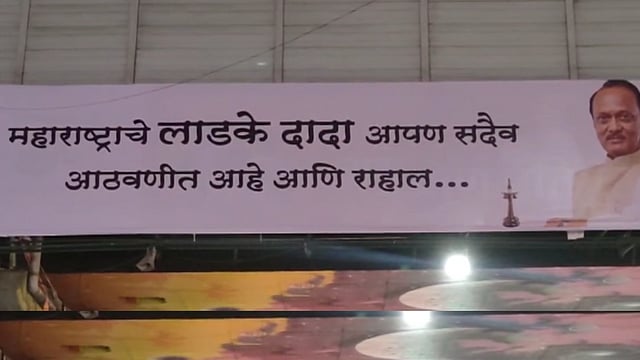 महाराष्ट्राचे लाडके दादा आपण सदैव
आठवणीत आहे आणि राहाल...